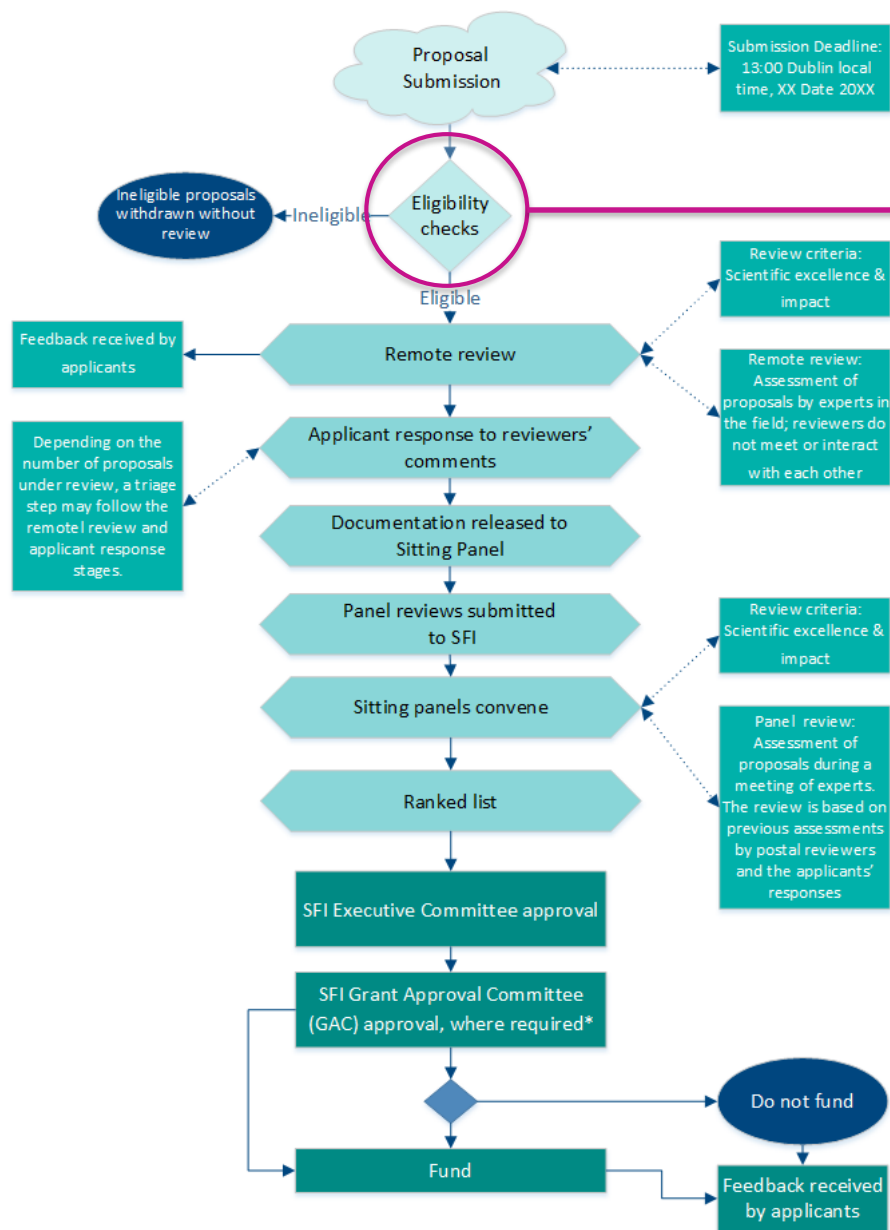 Proposal
Submission
Submission Deadline:
13:00 Dublin local
time, XX Date 20XX
Ineligible proposals
withdrawn without
review
Ineligible
Eligibility
checks
Eligible
Review criteria:
Scientific excellence &
impact
Feedback received by
applicants
Remote review
Remote review:
Assessment of
proposals by experts in
the field; reviewers do
not meet or interact
with each other
Depending on the
number of proposals
under review, a triage
step may follow the
remotel review and
applicant response
stages.
Applicant response to reviewers'
comments
Documentation released to
Sitting Panel
Panel reviews submitted
to SFI
Review criteria:
Scientific excellence &
impact
Sitting panels convene
Panel review:
Assessment of
proposals during a
meeting of experts.
The review is based on
previous assessments
by postal reviewers
and the applicants'
responses
Ranked list
SFI Executive Committee approval
SFI Grant Approval Committee
(GAC) approval, where required*
Do not fund
Fund
Feedback received
by applicants